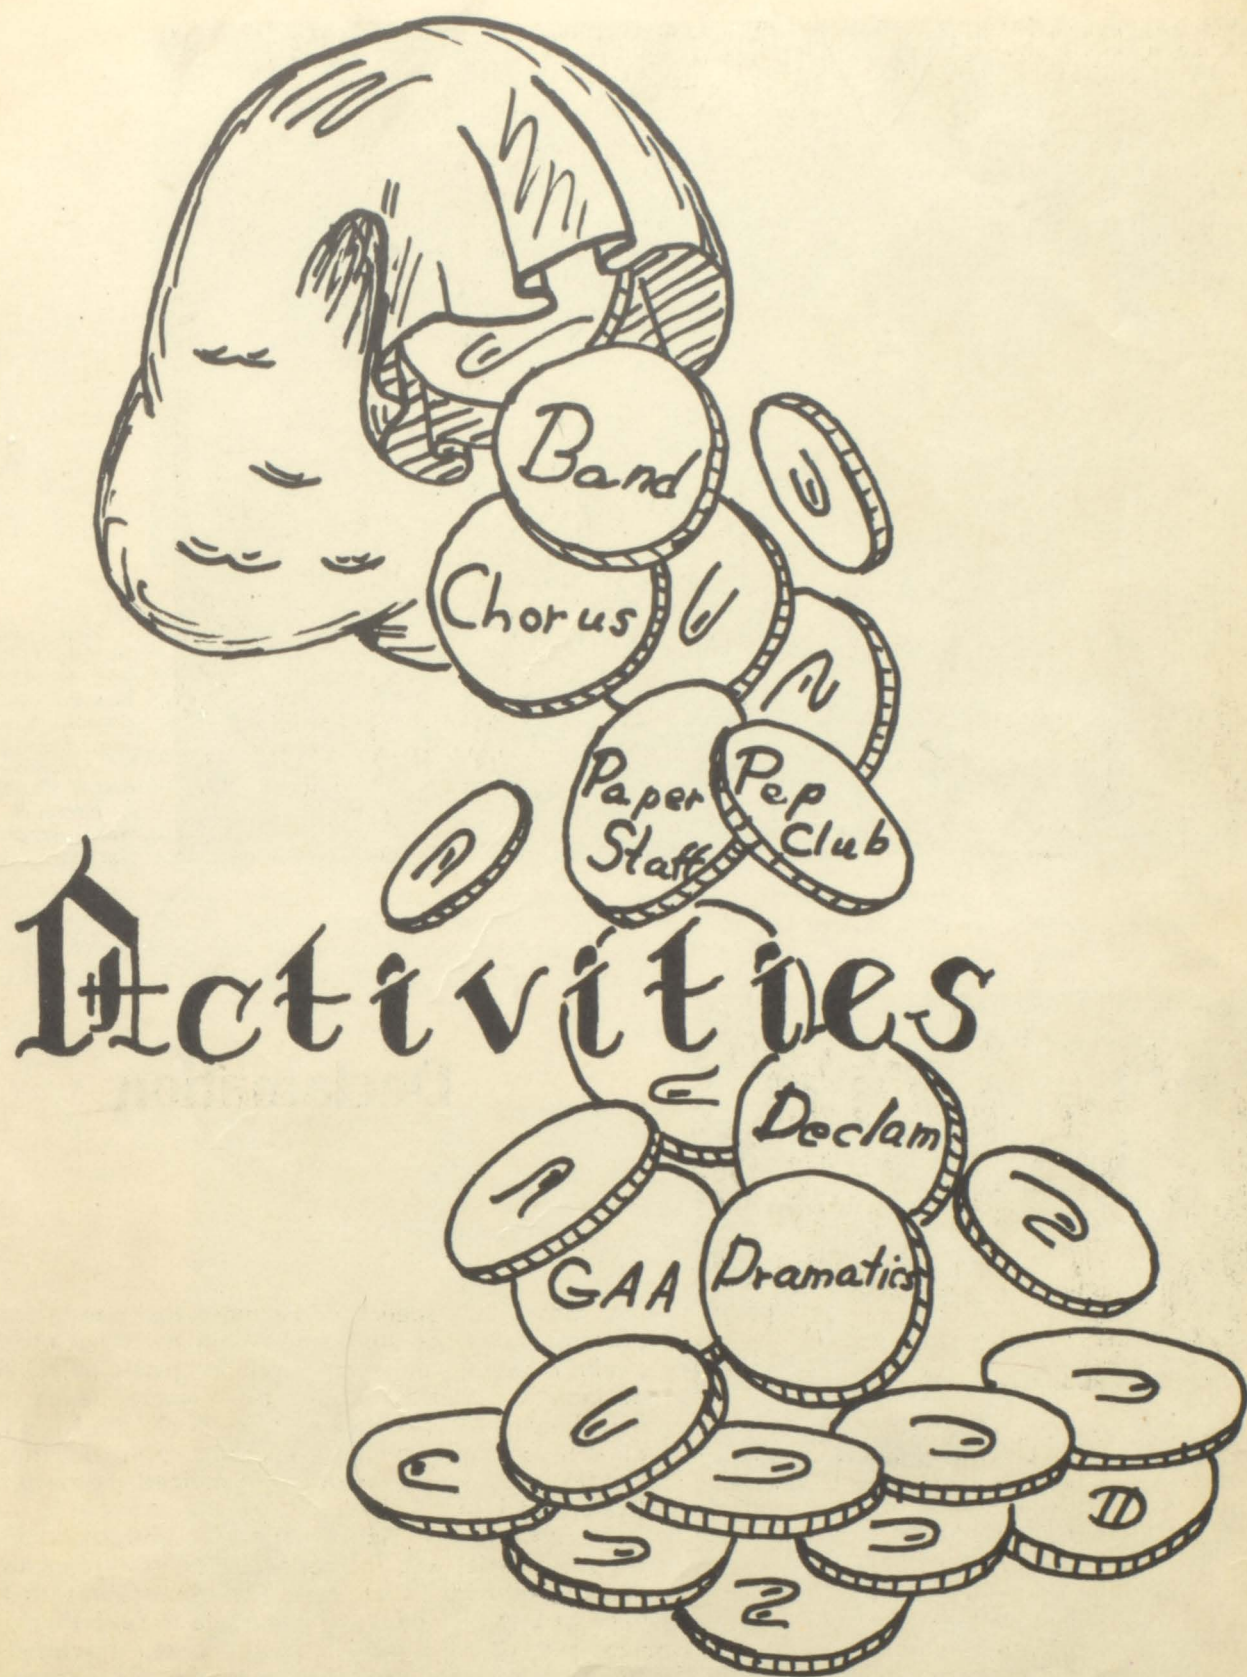 Band
Chorus
Paper
Staff
Pep
Club
Activities
Declam
GAA
Dramatics